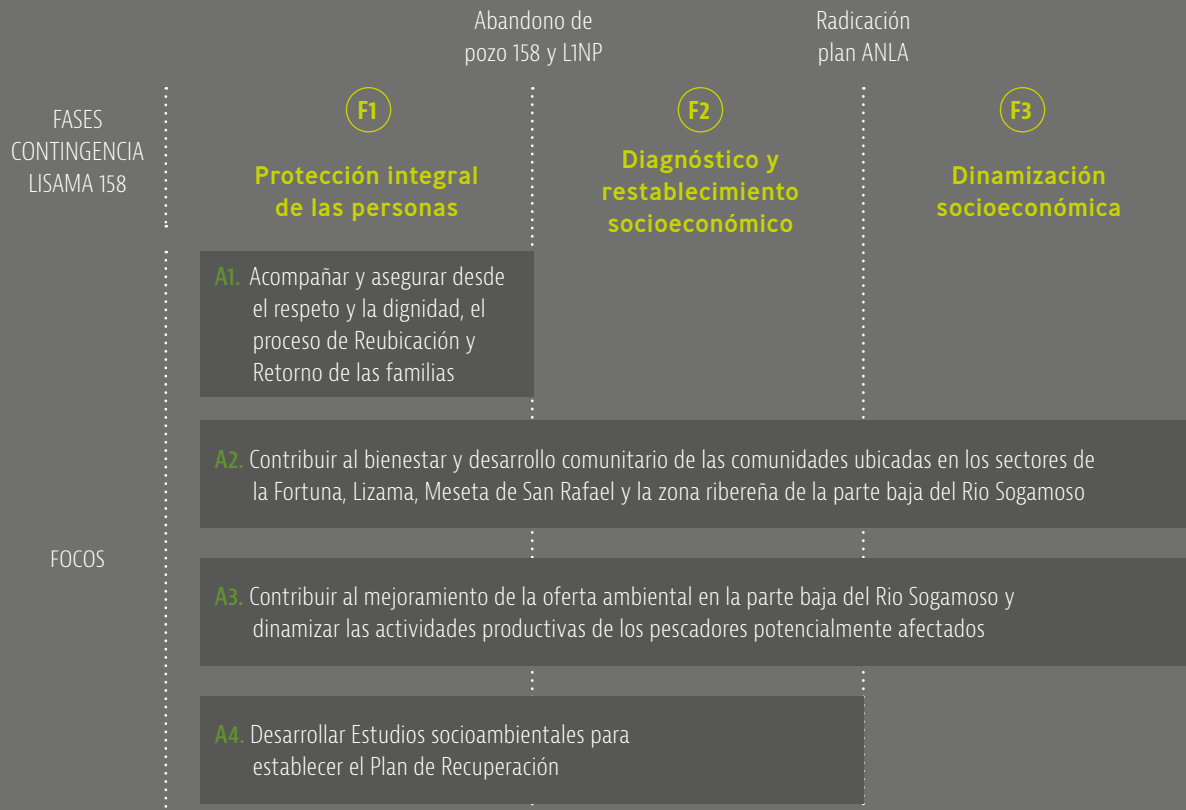 Abandono de
pozo 158 y L1NP
Radicación
plan ANLA
FASES
CONTINGENCIA
LISAMA 158
F1
Protección integral
de las personas
F2
Diagnóstico y
restablecimiento
socioeconómico
F3
Dinamización
socioeconómica
FOCOS
A1. Acompañar y asegurar desde
el respeto y la dignidad, el
proceso de Reubicación y
Retorno de las familias
A2. Contribuir al bienestar y desarrollo comunitario de las comunidades ubicadas en los sectores de
la Fortuna, Lizama, Meseta de San Rafael y la zona ribereña de la parte baja del Rio Sogamoso
A3. Contribuir al mejoramiento de la oferta ambiental en la parte baja del Rio Sogamoso y
dinamizar las actividades productivas de los pescadores potencialmente afectados
A4. Desarrollar Estudios socioambientales para
establecer el Plan de Recuperación